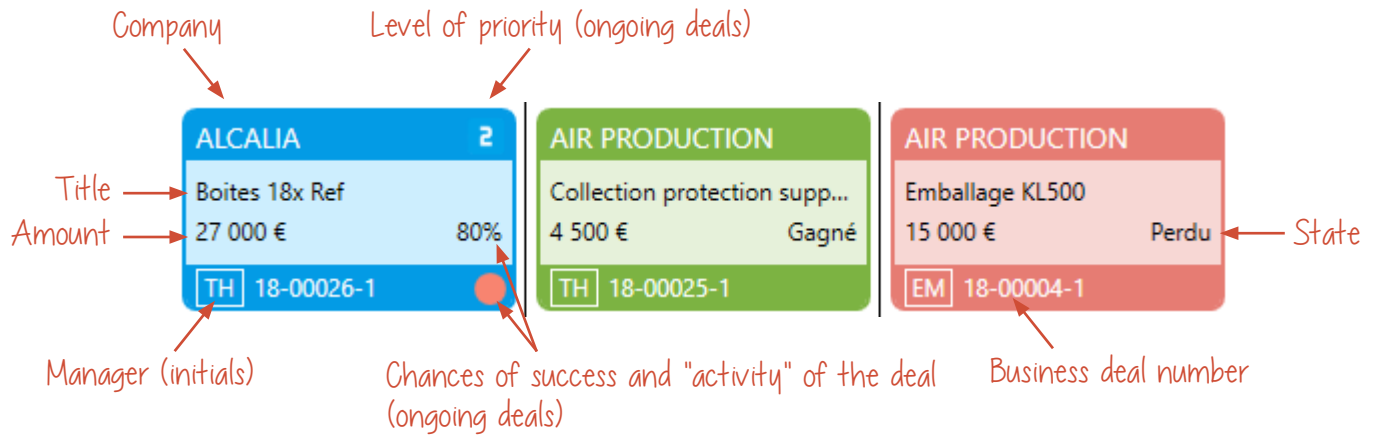 Company
Level of priority (ongoing deals)
ALCALIA 2
AIR PRODUCTION
AIR PRODUCTION
Title
Boites 18x Ref
Collection protection supp...
Emballage KL500
Amount
27 000 € 80%
4 500 € Gagné
15 000 € Perdu
State
TH 18-00026-1
TH 18-00025-1
EM 18-00004-1
Manager (initials)
Chances of success and "activity" of the deal
(ongoing deals)
Business deal number